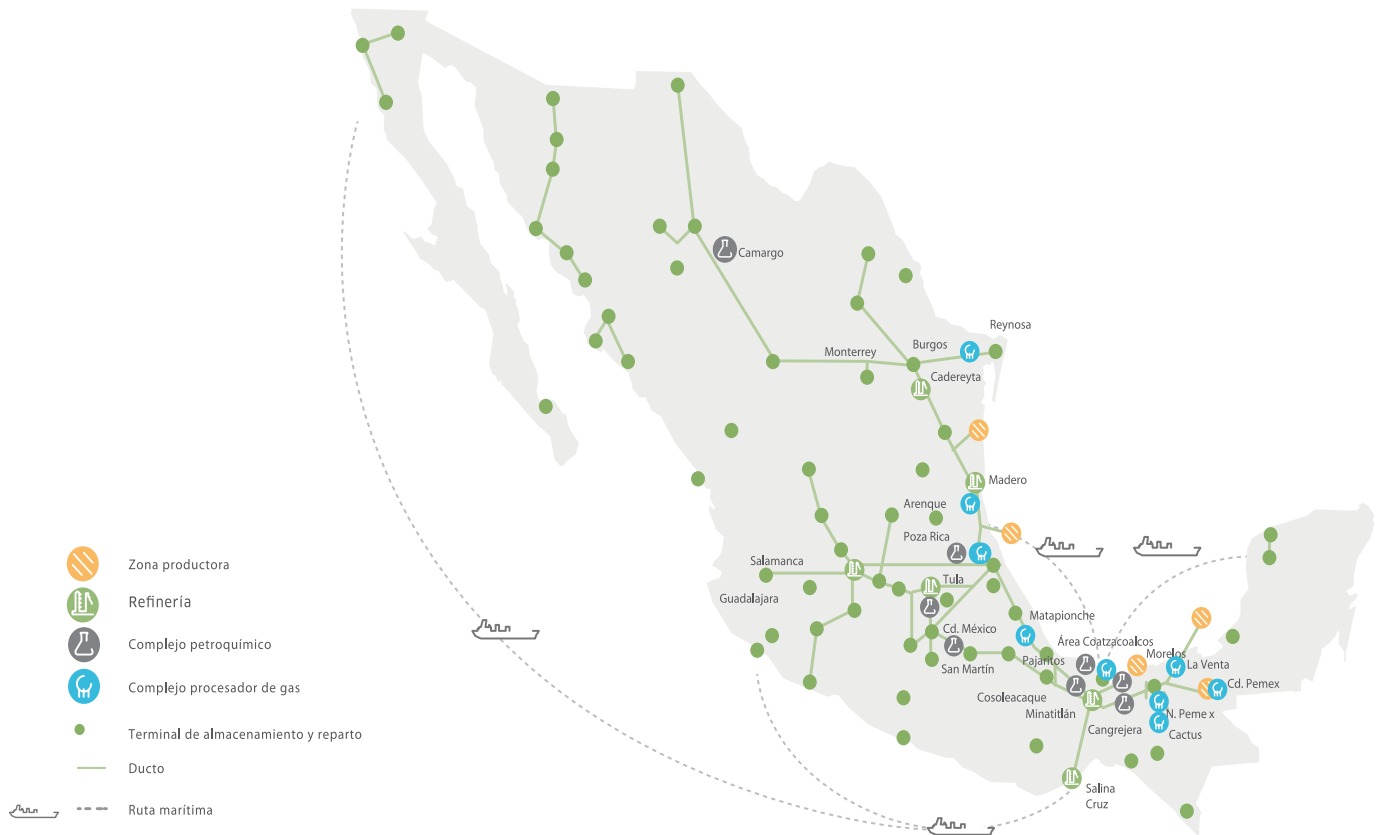 Camargo
Reynosa
Burgos
Monterrey
Cadereyta
Madero
Arenque
Poza Rica
Salamanca
Tula
Guadalajara
Matapionche
Cd. México
Área Coatzacoalcos
Morelos
San Martín
Pajaritos
La Venta
Cd. Pemex
Cosoleacaque
Minatitlán
N. Peme x
Cangrejera
Cactus
Salina
Cruz
Zona productora
Refinería
Complejo petroquímico
Complejo procesador de gas
Terminal de almacenamiento y reparto
Ducto
Ruta marítima